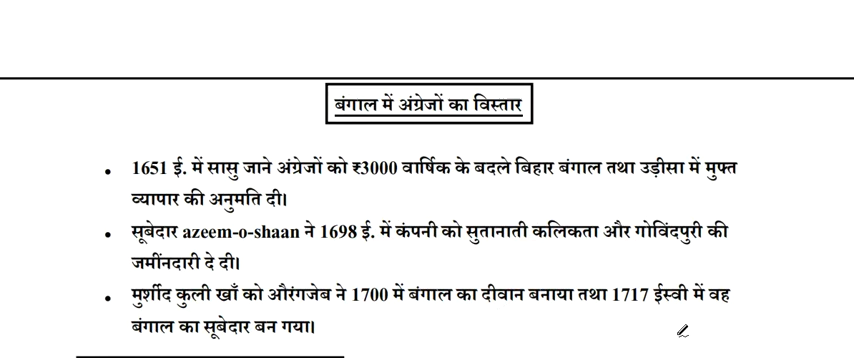 बंगाल में अंग्रेजों का विस्तार
• 1651 ई. में सासु जाने अंग्रेजों को ₹3000 वार्षिक के बदले बिहार बंगाल तथा उड़ीसा में मुफ्त
व्यापार की अनुमति दी।
• सूबेदार azeem-o-shaan ने 1698 ई. में कंपनी को सुतानाती कलिकता और गोविंदपुरी की
जमींनदारी दे दी।
• मुर्शीद कुली खाँ को औरंगजेब ने 1700 में बंगाल का दीवान बनाया तथा 1717 ईस्वी में वह
बंगाल का सूबेदार बन गया।